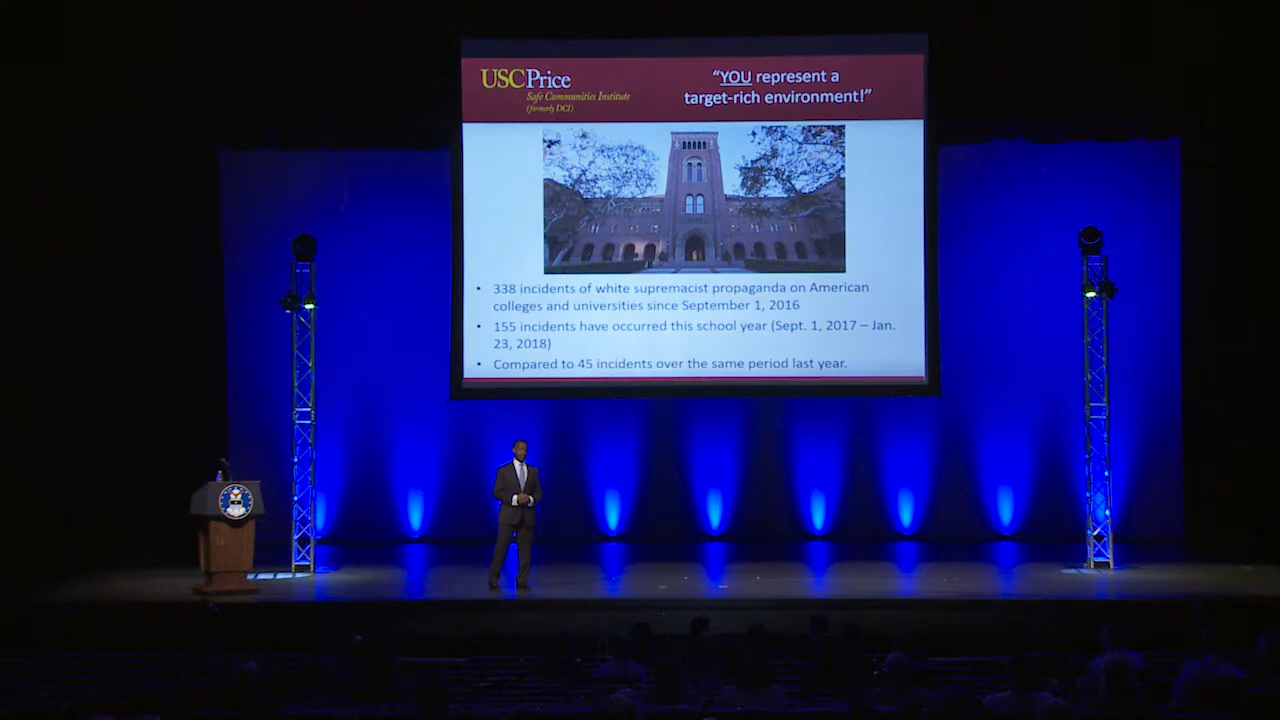 USCPrice
Safe Communities Institute
(formerly DCI)
“YOU represent a
target-rich environment!”
• 338 incidents of white supremacist propaganda on American
colleges and universities since September 1, 2016
• 155 incidents have occurred this school year (Sept. 1, 2017 – Jan.
23, 2018)
• Compared to 45 incidents over the same period last year.